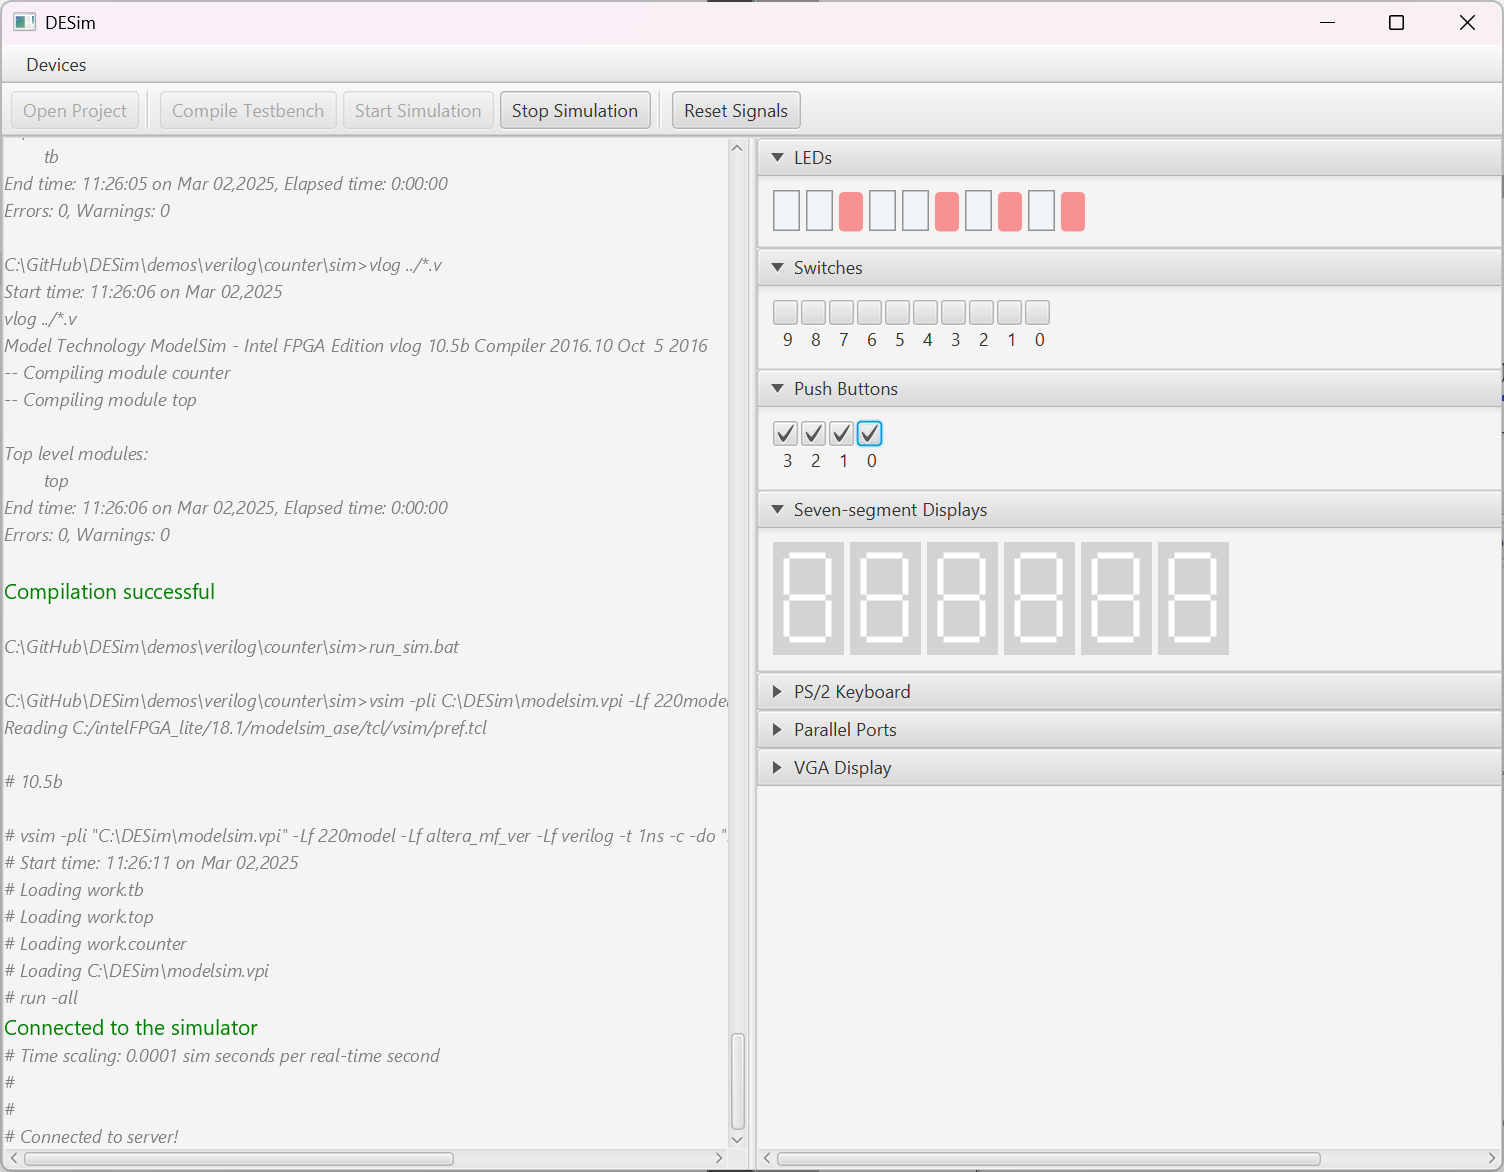 DESim
Devices
Open Project Compile Testbench Start Simulation Stop Simulation Reset Signals
tb
End time: 11:26:05 on Mar 02,2025, Elapsed time: 0:00:00
Errors: 0, Warnings: 0
C:\GitHub\DESim\demos\verilog\counter\sim>vlog ../*.v
Start time: 11:26:06 on Mar 02,2025
vlog ../*.v
Model Technology ModelSim - Intel FPGA Edition vlog 10.5b Compiler 2016.10 Oct  5 2016
-- Compiling module counter
-- Compiling module top
Top level modules:
top
End time: 11:26:06 on Mar 02,2025, Elapsed time: 0:00:00
Errors: 0, Warnings: 0
Compilation successful
C:\GitHub\DESim\demos\verilog\counter\sim>run_sim.bat
C:\GitHub\DESim\demos\verilog\counter\sim>vsim -pli C:\DESim\modelsim.vpi -Lf 220model
Reading C:/intelFPGA_lite/18.1/modelsim_ase/tcl/vsim/pref.tcl
# 10.5b
# vsim -pli "C:\DESim\modelsim.vpi" -Lf 220model -Lf altera_mf_ver -Lf verilog -t 1ns -c -do "
# Start time: 11:26:11 on Mar 02,2025
# Loading work.tb
# Loading work.top
# Loading work.counter
# Loading C:\DESim\modelsim.vpi
# run -all
Connected to the simulator
# Time scaling: 0.0001 sim seconds per real-time second
#
#
# Connected to server!
LEDs
Switches
9 8 7 6 5 4 3 2 1 0
Push Buttons
3 2 1 0
Seven-segment Displays
PS/2 Keyboard
Parallel Ports
VGA Display